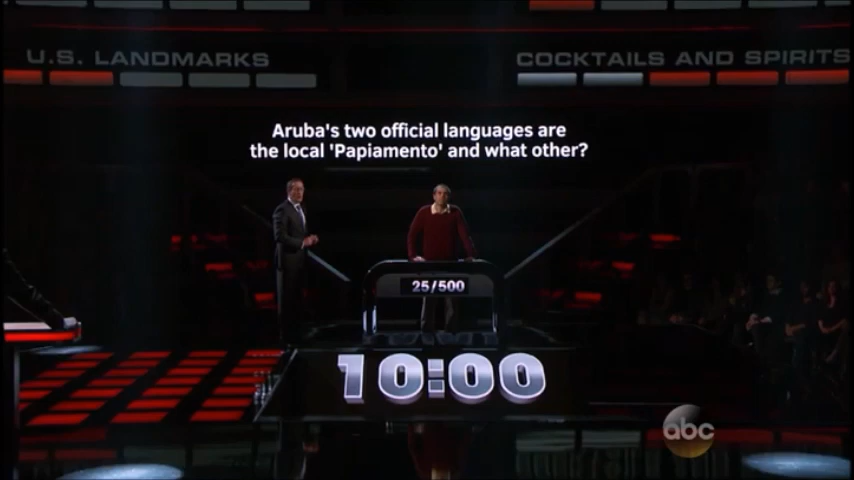 U.S. LANDMARKS
COCKTAILS AND SPIRITS
Aruba's two official languages are
the local 'Papiamento' and what other?
25/500
10:00
abc